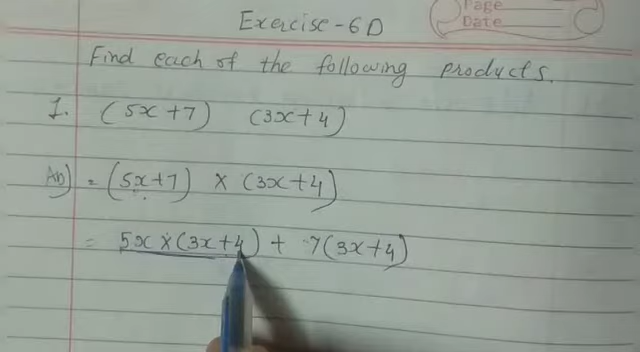 Page
Date
Exercise-6D
Find each of the following products.
1. (5x+7) (3x+4)
Ans) = (5x+7) × (3x+4)
= 5x×(3x+4) + 7(3x+4)